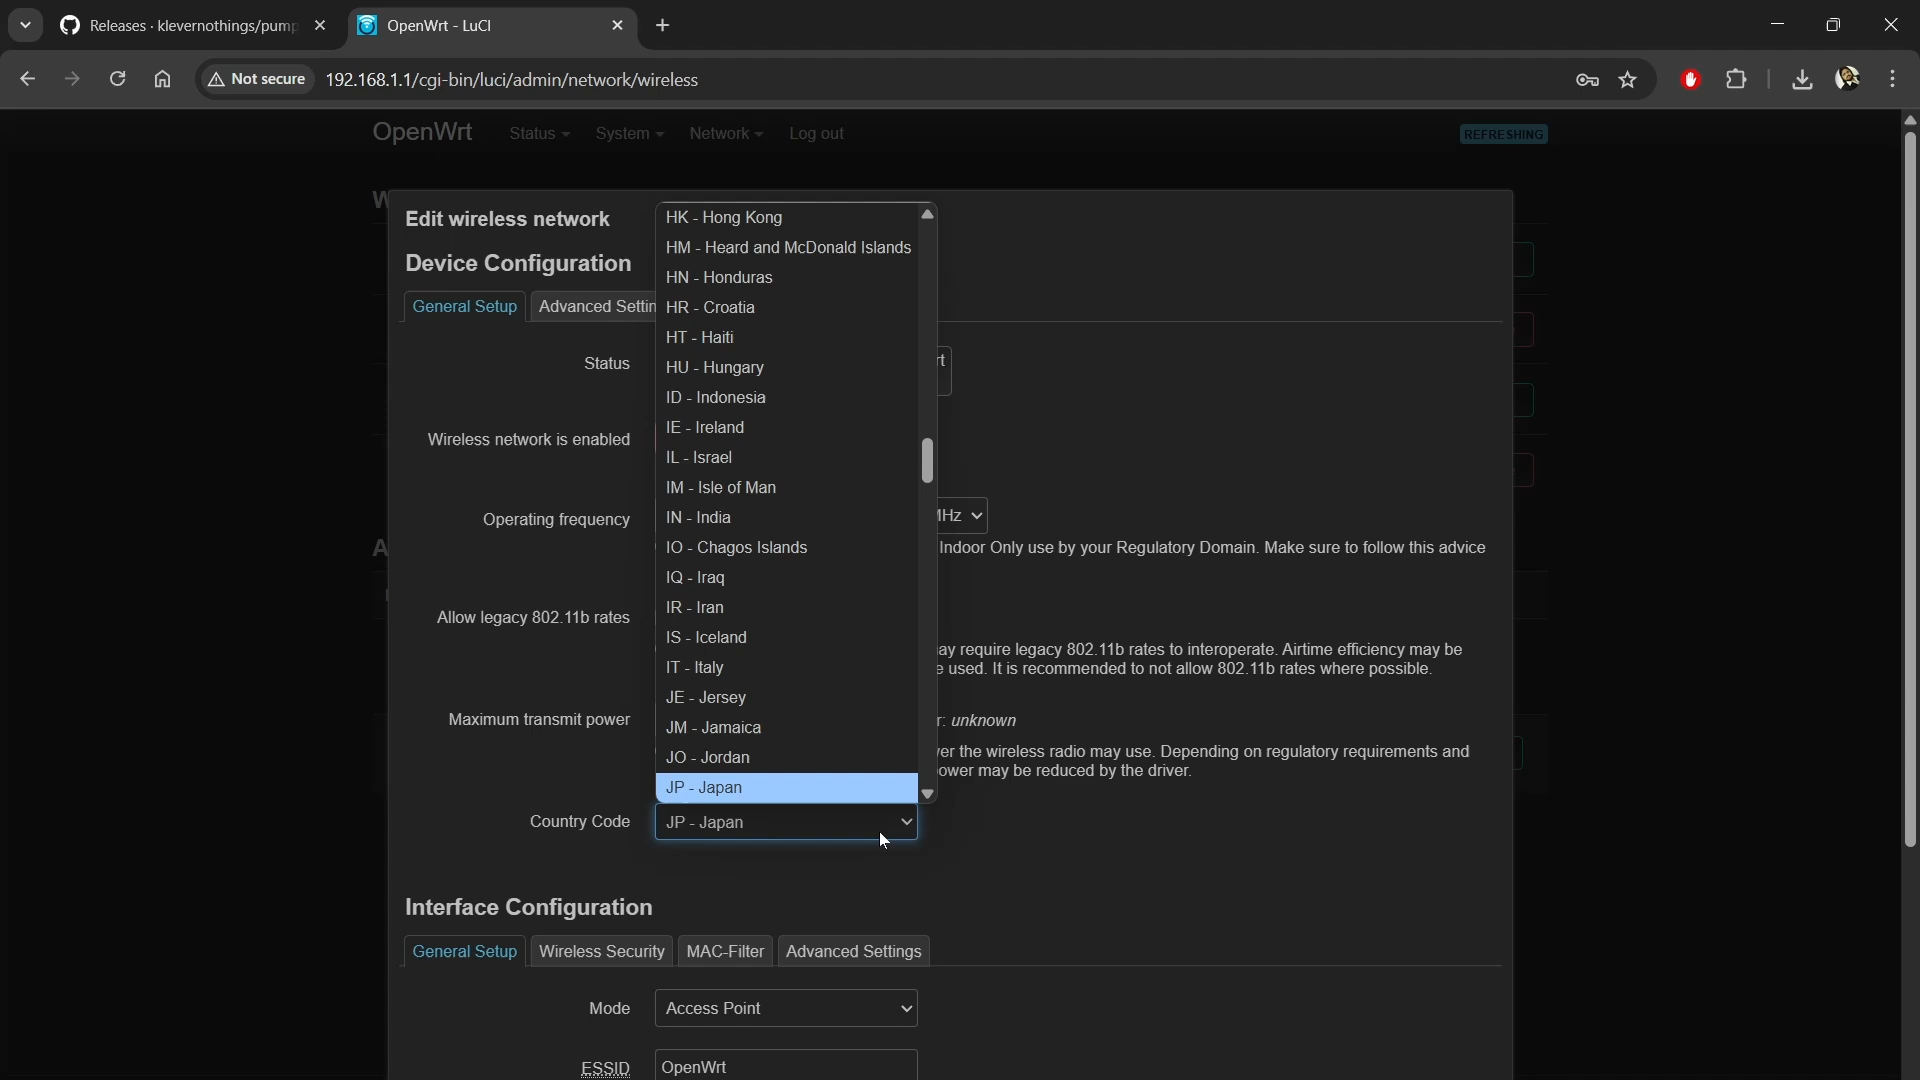 Releases · klevernothings/pump
OpenWrt - LuCI
Not secure
192.168.1.1/cgi-bin/luci/admin/network/wireless
OpenWrt
Status
System
Network
Log out
REFRESHING
W
Edit wireless network
Device Configuration
General Setup
Advanced Settin
Status
rt
Wireless network is enabled
Operating frequency
MHz
Indoor Only use by your Regulatory Domain. Make sure to follow this advice
A
Allow legacy 802.11b rates
ay require legacy 802.11b rates to interoperate. Airtime efficiency may be
e used. It is recommended to not allow 802.11b rates where possible.
Maximum transmit power
r: unknown
er the wireless radio may use. Depending on regulatory requirements and
ower may be reduced by the driver.
HK - Hong Kong
HM - Heard and McDonald Islands
HN - Honduras
HR - Croatia
HT - Haiti
HU - Hungary
ID - Indonesia
IE - Ireland
IL - Israel
IM - Isle of Man
IN - India
IO - Chagos Islands
IQ - Iraq
IR - Iran
IS - Iceland
IT - Italy
JE - Jersey
JM - Jamaica
JO - Jordan
JP - Japan
Country Code
JP - Japan
Interface Configuration
General Setup
Wireless Security
MAC-Filter
Advanced Settings
Mode
Access Point
ESSID
OpenWrt